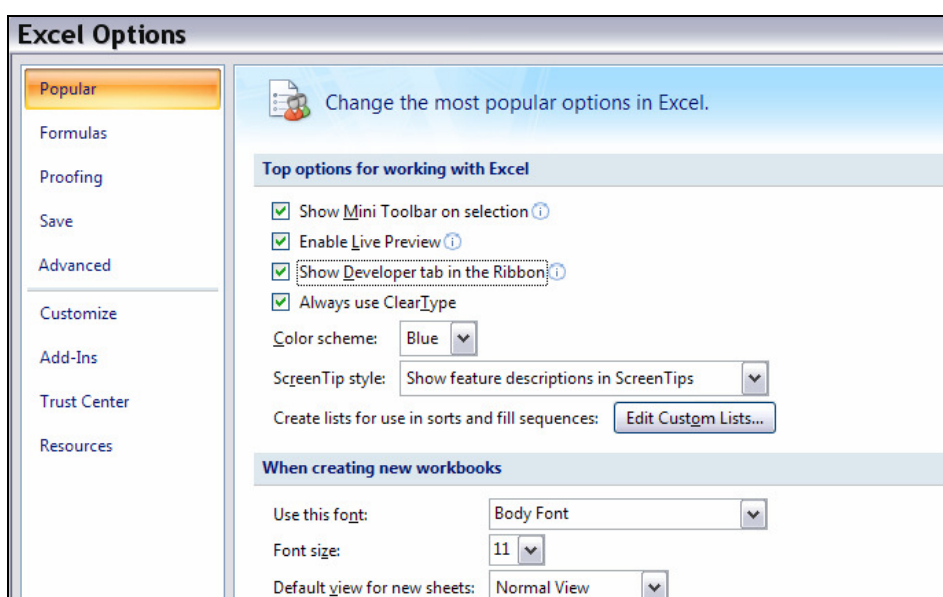 Excel Options
Popular
Formulas
Proofing
Save
Advanced
Customize
Add-Ins
Trust Center
Resources
Change the most popular options in Excel.
Top options for working with Excel
Show Mini Toolbar on selection
Enable Live Preview
Show Developer tab in the Ribbon
Always use ClearType
Color scheme: Blue
ScreenTip style: Show feature descriptions in ScreenTips
Create lists for use in sorts and fill sequences: Edit Custom Lists...
When creating new workbooks
Use this font: Body Font
Font size: 11
Default view for new sheets: Normal View